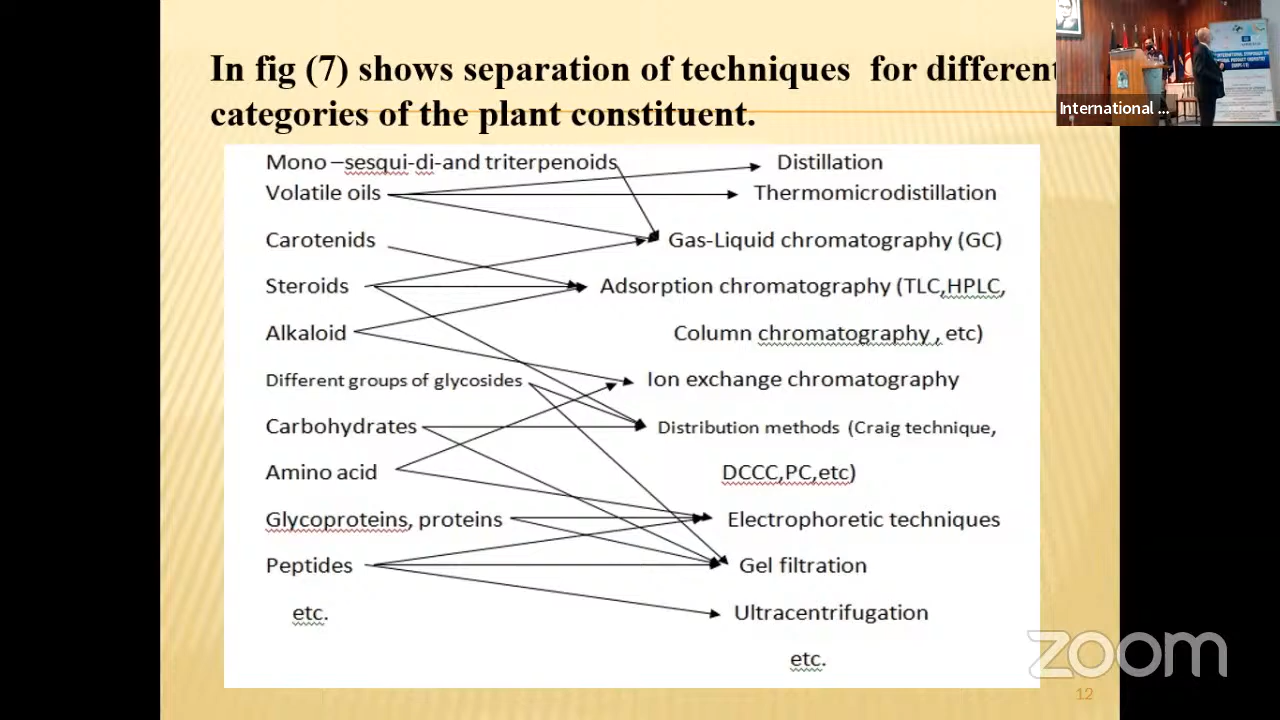 In fig (7) shows separation of techniques for different
categories of the plant constituent.
International ...
Mono –sesqui-di-and triterpenoids
Distillation
Volatile oils
Thermomicrodistillation
Carotenids
Gas-Liquid chromatography (GC)
Steroids
Adsorption chromatography (TLC,HPLC,
Alkaloid
Column chromatography , etc)
Different groups of glycosides
Ion exchange chromatography
Carbohydrates
Distribution methods (Craig technique,
Amino acid
DCCC,PC,etc)
Glycoproteins, proteins
Electrophoretic techniques
Peptides
Gel filtration
etc.
Ultracentrifugation
etc.
zoom
12